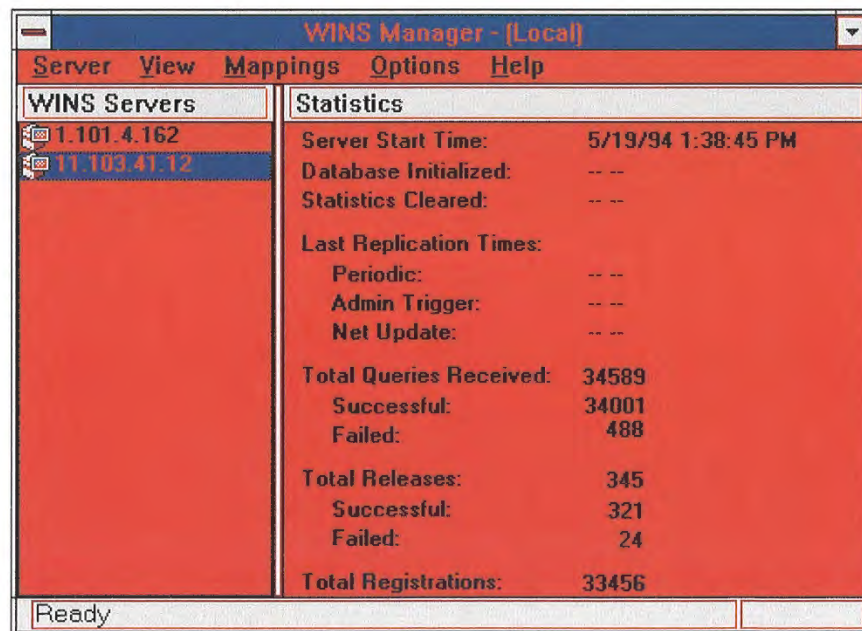 WINS Manager - [Local]
Server View Mappings Options Help
WINS Servers
1.101.4.162
11.103.41.12
Statistics
Server Start Time: 5/19/94 1:38:45 PM
Database Initialized: -- --
Statistics Cleared: -- --
Last Replication Times:
Periodic: -- --
Admin Trigger: -- --
Net Update: -- --
Total Queries Received: 34589
Successful: 34001
Failed: 488
Total Releases: 345
Successful: 321
Failed: 24
Total Registrations: 33456
Ready